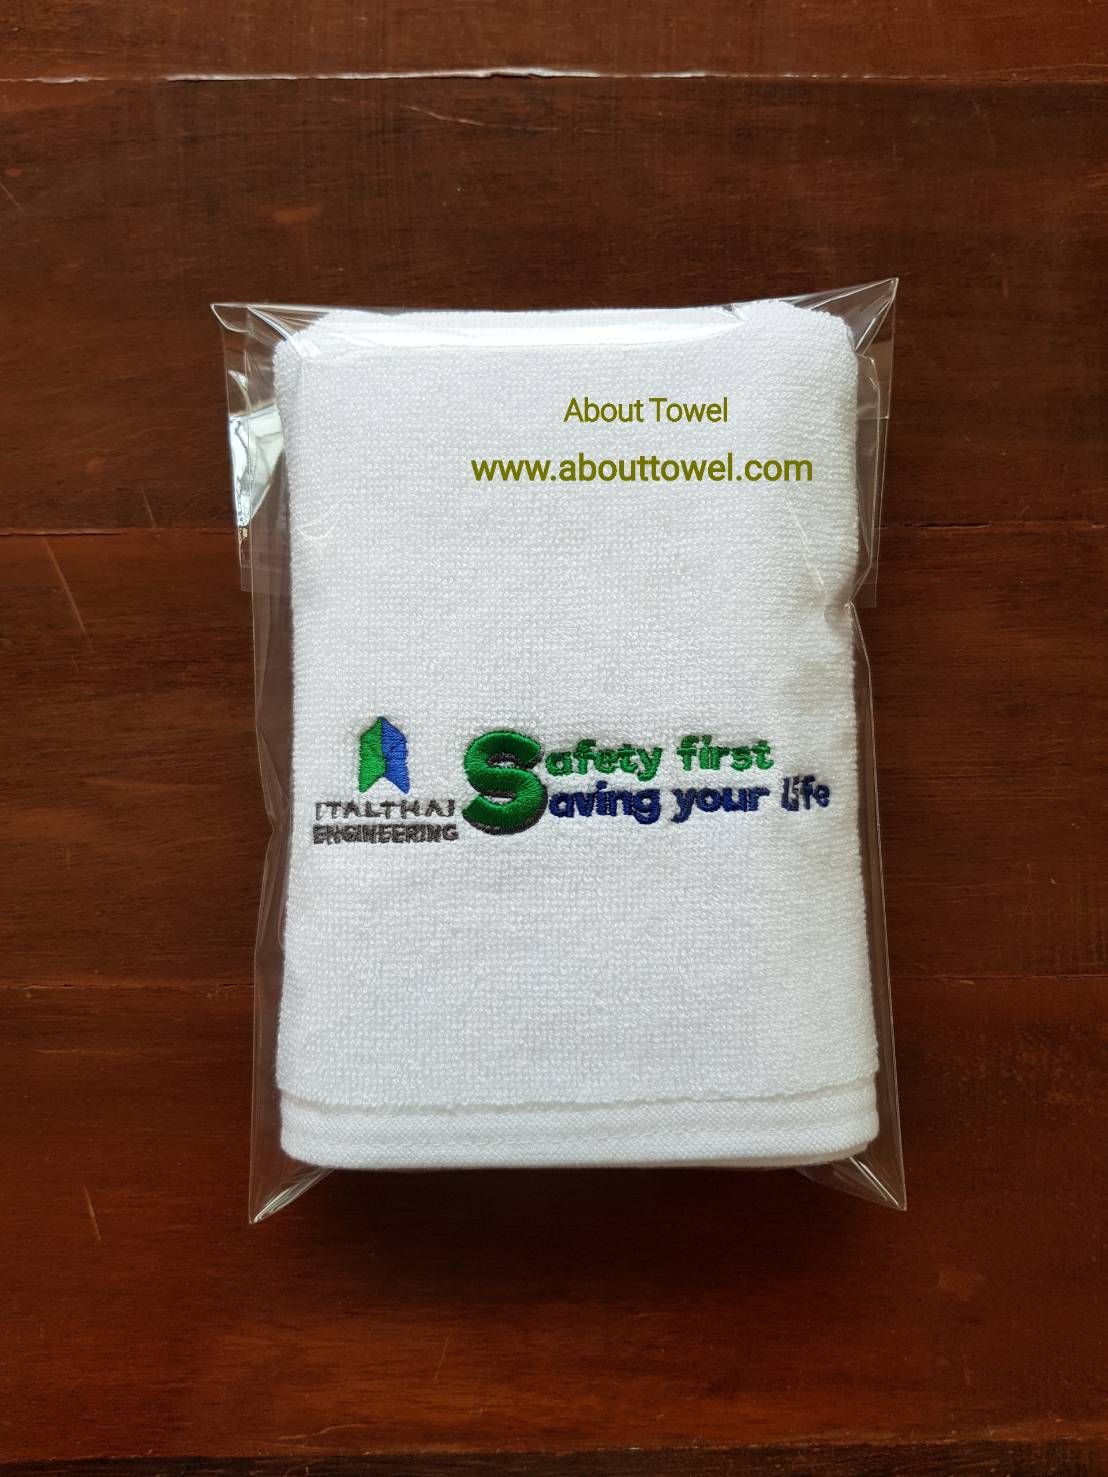 About Towel
www.abouttowel.com
Safety first
Saving your life
ITALTHAI
ENGINEERING